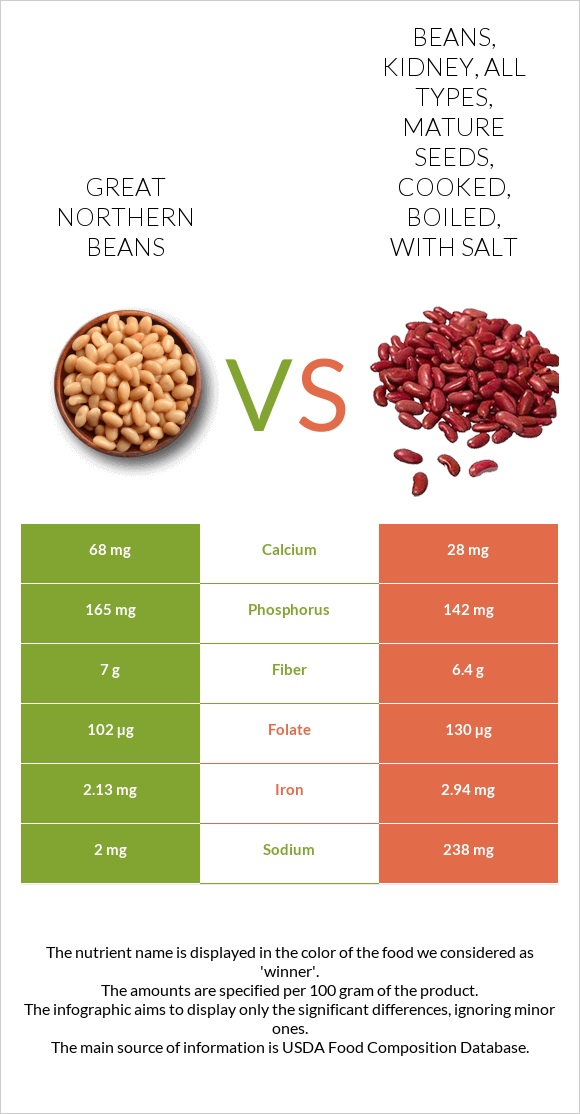 GREAT
NORTHERN
BEANS
BEANS,
KIDNEY, ALL
TYPES,
MATURE
SEEDS,
COOKED,
BOILED,
WITH SALT
VS
68 mg Calcium 28 mg
165 mg Phosphorus 142 mg
7 g Fiber 6.4 g
102 µg Folate 130 µg
2.13 mg Iron 2.94 mg
2 mg Sodium 238 mg
The nutrient name is displayed in the color of the food we considered as
'winner'.
The amounts are specified per 100 gram of the product.
The infographic aims to display only the significant differences, ignoring minor
ones.
The main source of information is USDA Food Composition Database.